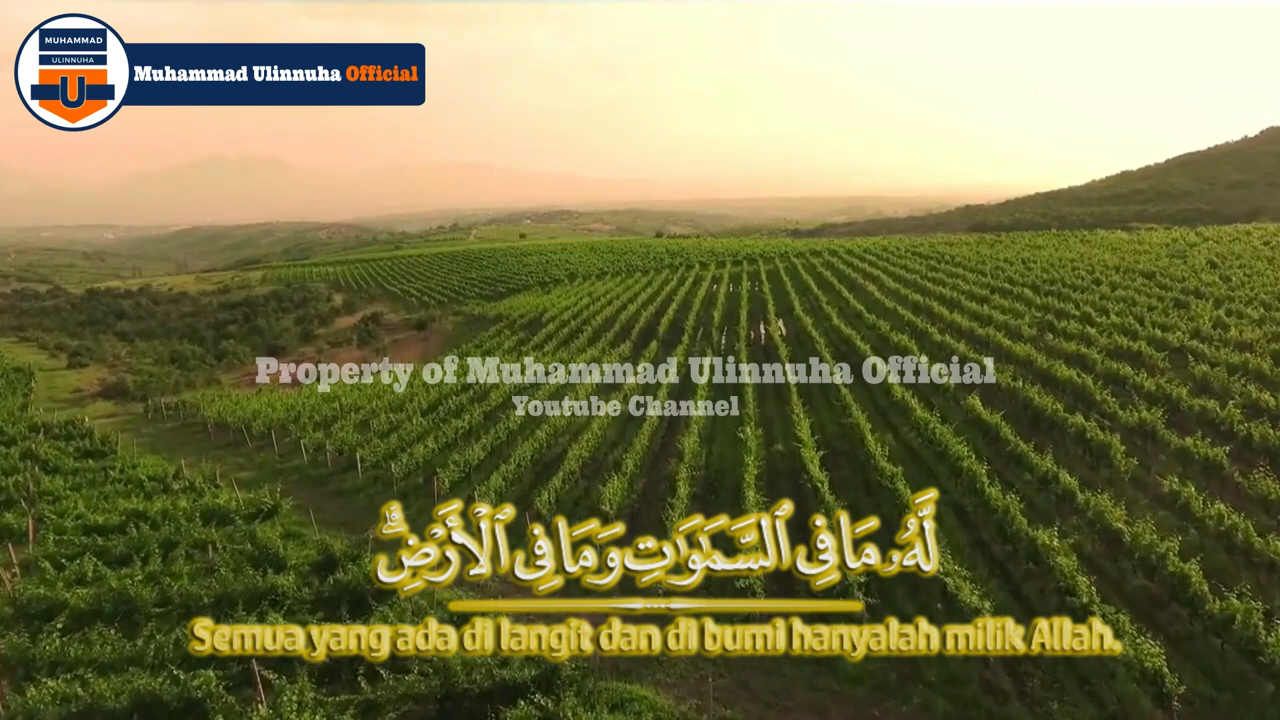 MUHAMMAD
ULINNUHA
U
Muhammad Ulinnuha Official
Property of Muhammad Ulinnuha Official
Youtube Channel
لَّهُۥ مَا فِي ٱلسَّمَٰوَٰتِ وَمَا فِي ٱلۡأَرۡضِۗ
Semua yang ada di langit dan di bumi hanyalah milik Allah.